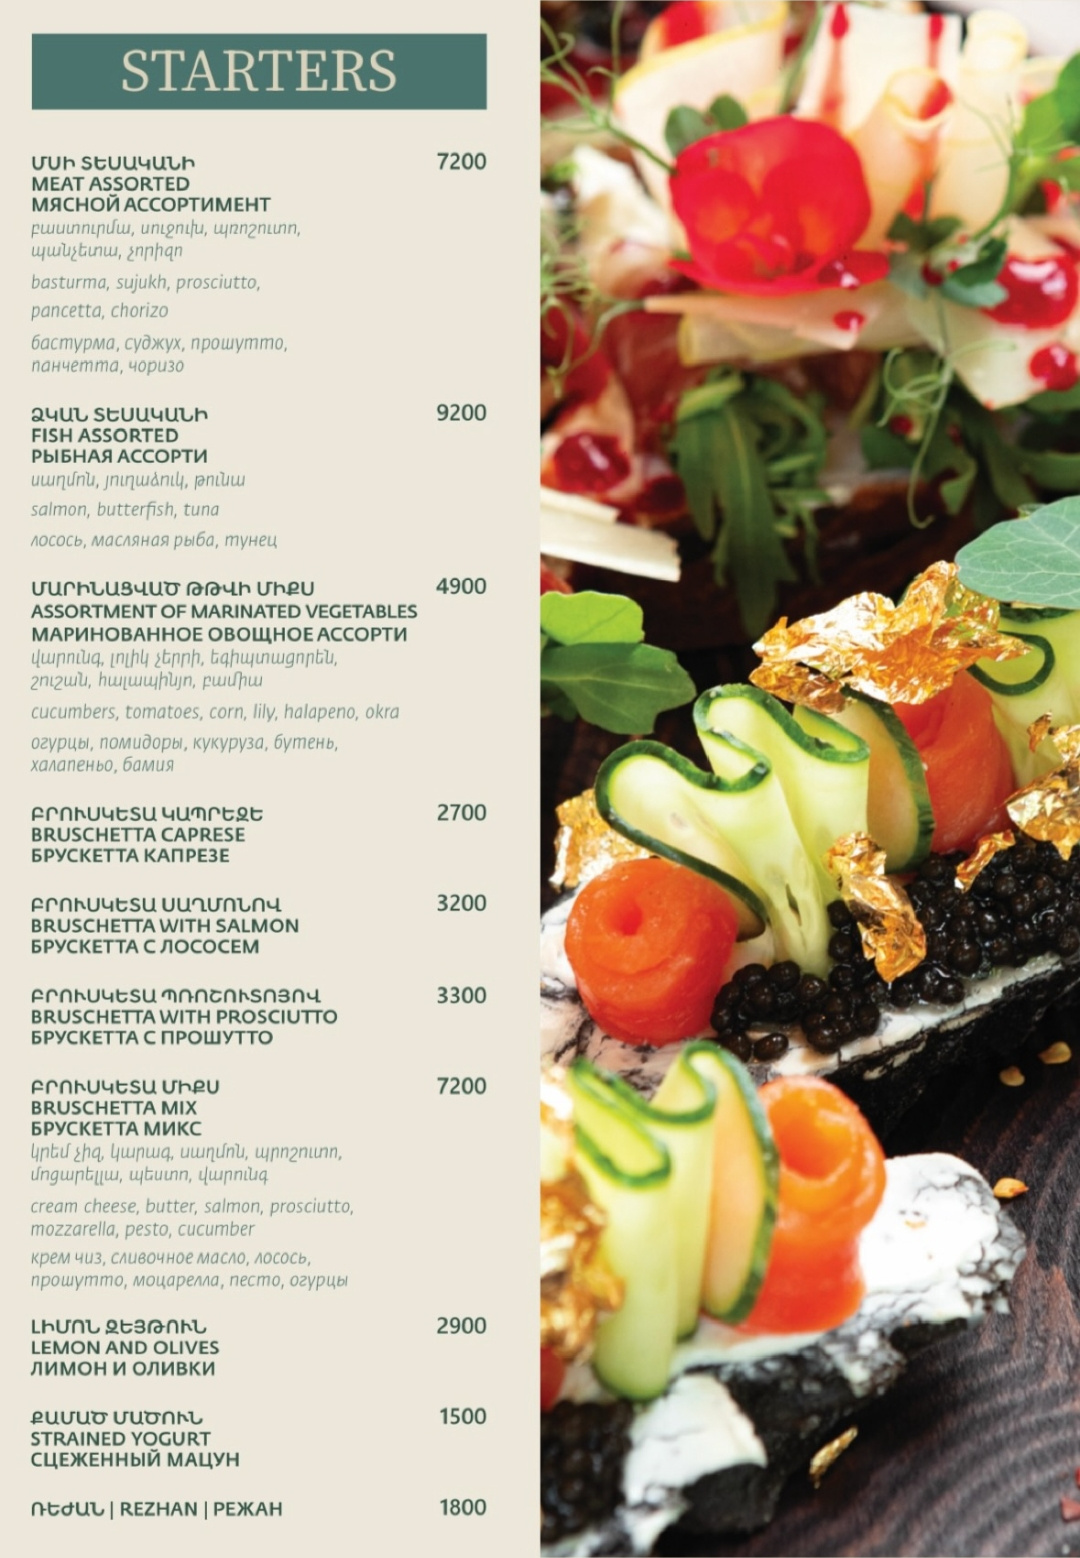 STARTERS
ՄՍԻ ՏԵՍԱԿԱՆԻ 7200
MEAT ASSORTED
МЯСНОЙ АССОРТИМЕНТ
բաստուրմա, սուջուխ, պռոշուտո,
պանչետա, չորիզո
basturma, sujukh, prosciutto,
pancetta, chorizo
бастурма, суджух, прошутто,
панчетта, чоризо
ՁԿԱՆ ՏԵՍԱԿԱՆԻ 9200
FISH ASSORTED
РЫБНАЯ АССОРТИ
սաղմոն, յուղաձուկ, թունա
salmon, butterfish, tuna
лосось, масляная рыба, тунец
ՄԱՐԻՆԱՑՎԱԾ ԹԹՎԻ ՄԻՔՍ 4900
ASSORTMENT OF MARINATED VEGETABLES
МАРИНОВАННОЕ ОВОЩНОЕ АССОРТИ
վարունգ, լոլիկ չերրի, եգիպտացորեն,
շուշան, հալապինյո, բամիա
cucumbers, tomatoes, corn, lily, halapeno, okra
огурцы, помидоры, кукуруза, бутень,
халапеньо, бамия
ԲՐՈՒՍԿԵՏԱ ԿԱՊՐԵԶԵ 2700
BRUSCHETTA CAPRESE
БРУСКЕТТА КАПРЕЗЕ
ԲՐՈՒՍԿԵՏԱ ՍԱՂՄՈՆՈՎ 3200
BRUSCHETTA WITH SALMON
БРУСКЕТТА С ЛОСОСЕМ
ԲՐՈՒՍԿԵՏԱ ՊՌՈՇՈՒՏՈՅՈՎ 3300
BRUSCHETTA WITH PROSCIUTTO
БРУСКЕТТА С ПРОШУТТО
ԲՐՈՒՍԿԵՏԱ ՄԻՔՍ 7200
BRUSCHETTA MIX
БРУСКЕТТА МИКС
կրեմ չիզ, կարագ, սաղմոն, պրոշուտո,
մոցարելլա, պեստո, վարունգ
cream cheese, butter, salmon, prosciutto,
mozzarella, pesto, cucumber
крем чиз, сливочное масло, лосось,
прошутто, моцарелла, песто, огурцы
ԼԻՄՈՆ ՁԵՅԹՈՒՆ 2900
LEMON AND OLIVES
ЛИМОН И ОЛИВКИ
ՔԱՄԱԾ ՄԱԾՈՒՆ 1500
STRAINED YOGURT
СЦЕЖЕННЫЙ МАЦУН
ՌԵԺԱՆ | REZHAN | РЕЖАН 1800